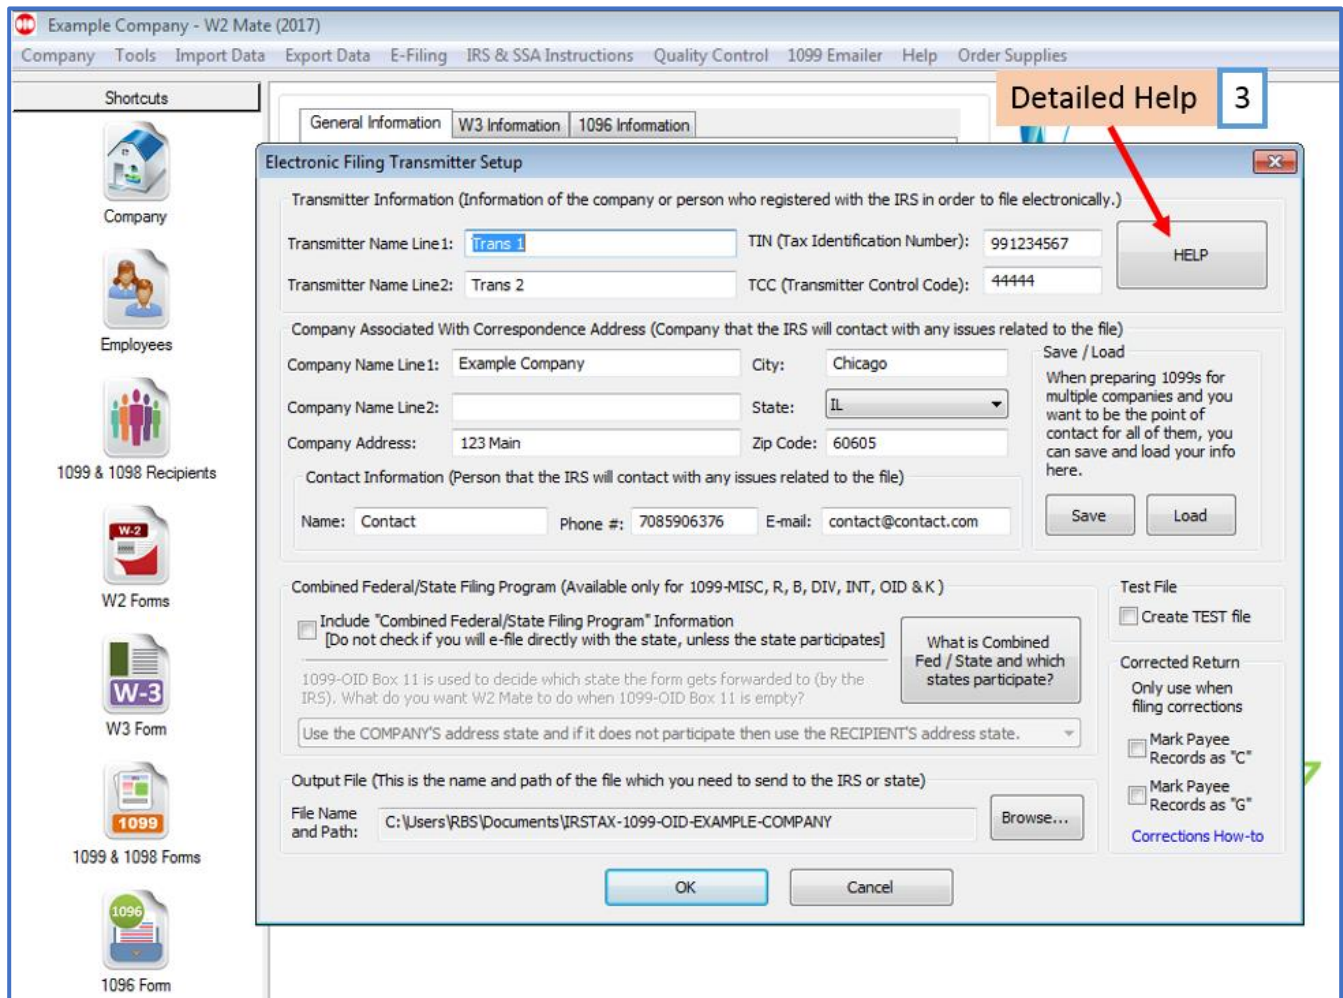 Example Company - W2 Mate (2017)
Company Tools Import Data Export Data E-Filing IRS & SSA Instructions Quality Control 1099 Emailer Help Order Supplies
Shortcuts
Company
Employees
1099 & 1098 Recipients
W-2
W2 Forms
W-3
W3 Form
1099
1099 & 1098 Forms
1096
1096 Form
Detailed Help 3
General Information W3 Information 1096 Information
Electronic Filing Transmitter Setup
Transmitter Information (Information of the company or person who registered with the IRS in order to file electronically.)
Transmitter Name Line1: Trans 1 TIN (Tax Identification Number): 991234567
HELP
Transmitter Name Line2: Trans 2 TCC (Transmitter Control Code): 44444
Company Associated With Correspondence Address (Company that the IRS will contact with any issues related to the file)
Company Name Line1: Example Company City: Chicago
Company Name Line2: State: IL
Company Address: 123 Main Zip Code: 60605
Save / Load
When preparing 1099s for
multiple companies and you
want to be the point of
contact for all of them, you
can save and load your info
here.
Save Load
Contact Information (Person that the IRS will contact with any issues related to the file)
Name: Contact Phone #: 7085906376 E-mail: contact@contact.com
Combined Federal/State Filing Program (Available only for 1099-MISC, R, B, DIV, INT, OID & K )
Include "Combined Federal/State Filing Program" Information
[Do not check if you will e-file directly with the state, unless the state participates]
What is Combined
Fed / State and which
states participate?
1099-OID Box 11 is used to decide which state the form gets forwarded to (by the
IRS). What do you want W2 Mate to do when 1099-OID Box 11 is empty?
Use the COMPANY'S address state and if it does not participate then use the RECIPIENT'S address state.
Test File
Create TEST file
Corrected Return
Only use when
filing corrections
Mark Payee
Records as "C"
Mark Payee
Records as "G"
Corrections How-to
Output File (This is the name and path of the file which you need to send to the IRS or state)
File Name
and Path: C:\Users\RBS\Documents\IRSTAX-1099-OID-EXAMPLE-COMPANY Browse...
OK Cancel
7